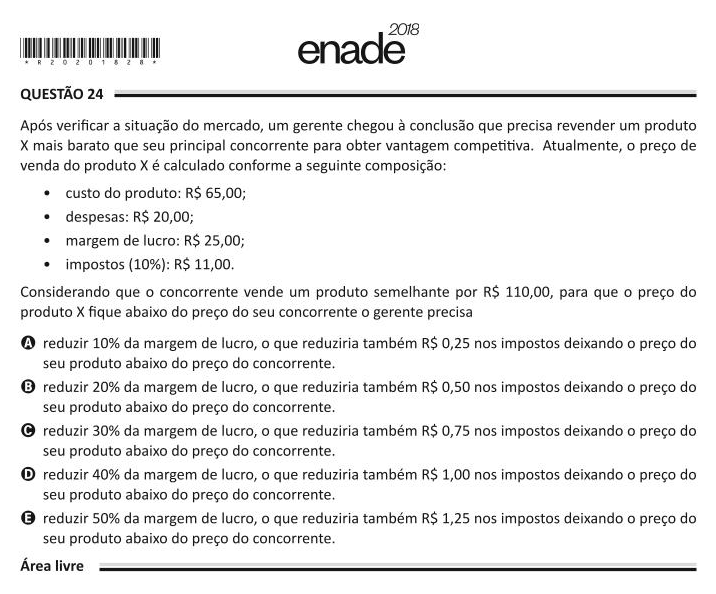 2018
enade
* R 2 0 2 0 1 8 2 8 *
QUESTÃO 24
Após verificar a situação do mercado, um gerente chegou à conclusão que precisa revender um produto
X mais barato que seu principal concorrente para obter vantagem competitiva. Atualmente, o preço de
venda do produto X é calculado conforme a seguinte composição:
• custo do produto: R$ 65,00;
• despesas: R$ 20,00;
• margem de lucro: R$ 25,00;
• impostos (10%): R$ 11,00.
Considerando que o concorrente vende um produto semelhante por R$ 110,00, para que o preço do
produto X fique abaixo do preço do seu concorrente o gerente precisa
A reduzir 10% da margem de lucro, o que reduziria também R$ 0,25 nos impostos deixando o preço do
seu produto abaixo do preço do concorrente.
B reduzir 20% da margem de lucro, o que reduziria também R$ 0,50 nos impostos deixando o preço do
seu produto abaixo do preço do concorrente.
C reduzir 30% da margem de lucro, o que reduziria também R$ 0,75 nos impostos deixando o preço do
seu produto abaixo do preço do concorrente.
D reduzir 40% da margem de lucro, o que reduziria também R$ 1,00 nos impostos deixando o preço do
seu produto abaixo do preço do concorrente.
E reduzir 50% da margem de lucro, o que reduziria também R$ 1,25 nos impostos deixando o preço do
seu produto abaixo do preço do concorrente.
Área livre